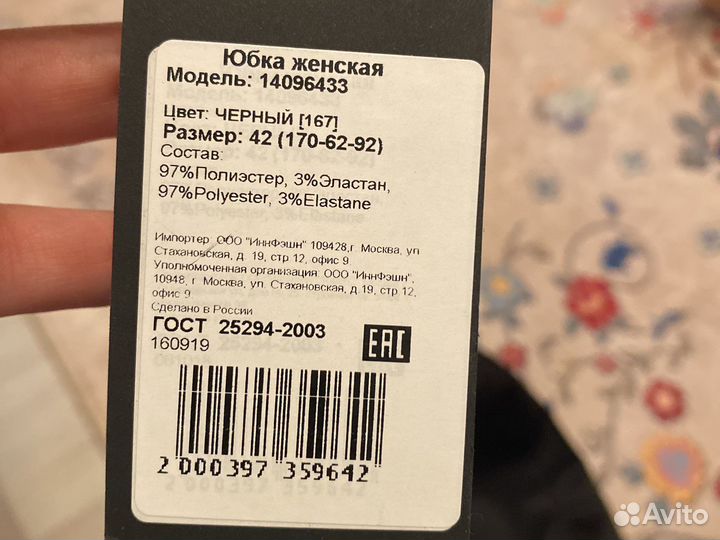 Юбка женская
Модель: 14096433
Цвет: ЧЕРНЫЙ [167]
Размер: 42 (170-62-92)
Состав:
97%Полиэстер, 3%Эластан,
97%Polyester, 3%Elastane
Импортер: ООО "ИннФэшн" 109428,г. Москва, ул
Стахановская, д. 19, стр 12, офис 9
Уполномоченная организация: ООО "ИннФэшн",
10948, г Москва, ул. Стахановская, д.19, стр 12,
офис 9
Сделано в России
ГОСТ 25294-2003
160919
EAC
2 000397 359642
Avito